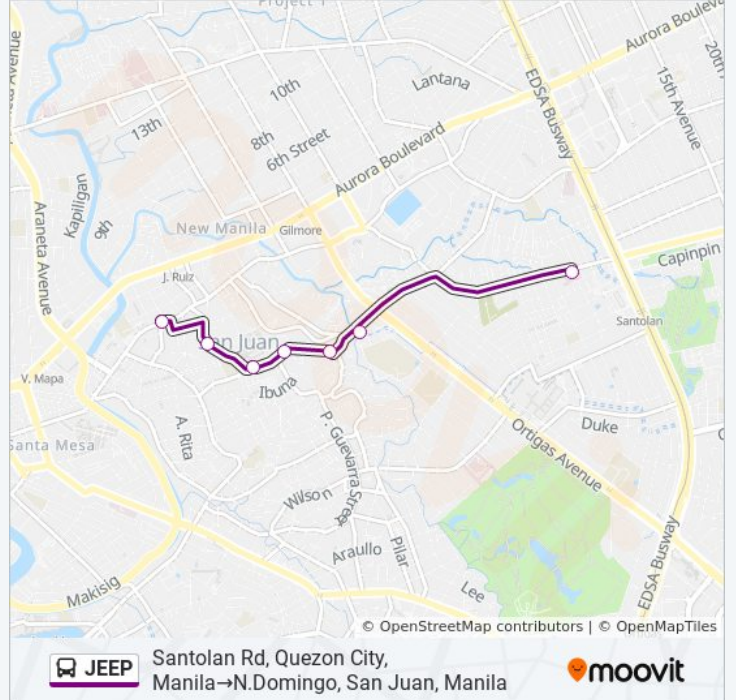 Project 1
Aurora Boulev
20th
15th Avenue
EDSA Busway
Lantana
10th
13th
8th
6th Street
Aurora Boulevard
Kapiligan
9th
Araneta Avenue
New Manila
Gilmore
J. Ruiz
Capinpin
Santolan
San Juan
V. Mapa
Ibuna
A. Rita
Santa Mesa
P. Guevarra Street
Duke
Ortigas Avenue
Wilson
Araullo
Pilar
Lee
Makisig
EDSA Busway
© OpenStreetMap contributors | © OpenMapTiles
JEEP
Santolan Rd, Quezon City,
Manila→N.Domingo, San Juan, Manila
moovit